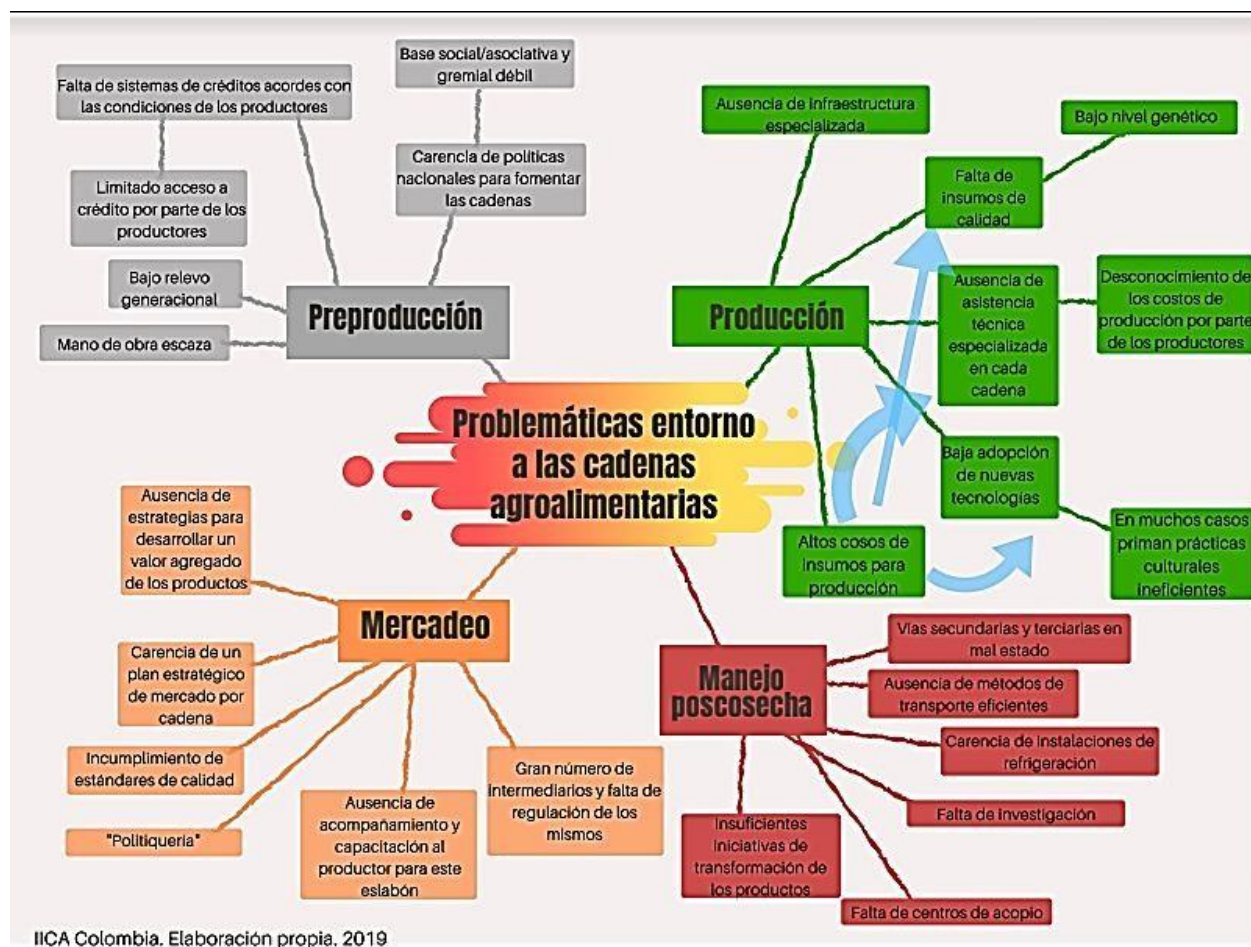 Base social/asociativa y
gremial débil
Falta de sistemas de créditos acordes con
las condiciones de los productores
Carencia de políticas
nacionales para fomentar
las cadenas
Limitado acceso a
crédito por parte de los
productores
Bajo relevo
generacional
Mano de obra escaza
Preproducción
Ausencia de infraestructura
especializada
Bajo nivel genético
Falta de
insumos de
calidad
Producción
Ausencia de
asistencia
técnica
especializada
en cada
cadena
Desconocimiento de
los costos de
producción por parte
de los productores
Baja adopción
de nuevas
tecnologías
En muchos casos
priman prácticas
culturales
ineficientes
Altos cosos de
insumos para
producción
Problemáticas entorno
a las cadenas
agroalimentarias
Ausencia de
estrategias para
desarrollar un
valor agregado
de los productos
Mercadeo
Carencia de un
plan estratégico
de mercado por
cadena
Incumplimiento de
estándares de calidad
"Politiquería"
Ausencia de
acompañamiento y
capacitación al
productor para este
eslabón
Gran número de
intermediarios y falta de
regulación de los
mismos
Manejo
poscosecha
Vías secundarias y terciarias en
mal estado
Ausencia de métodos de
transporte eficientes
Carencia de instalaciones de
refrigeración
Falta de investigación
Insuficientes
iniciativas de
transformación de
los productos
Falta de centros de acopio
IICA Colombia. Elaboración propia. 2019